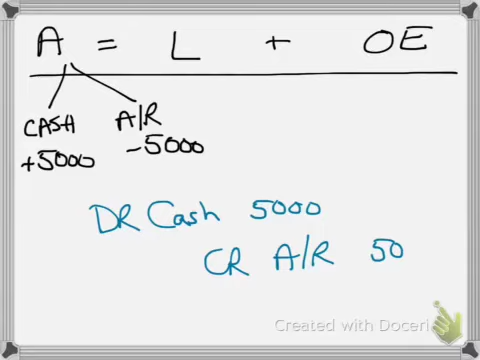 A = L + OE
CASH A/R
+5000 -5000
DR Cash 5000
CR A/R 50
Created with Doceri